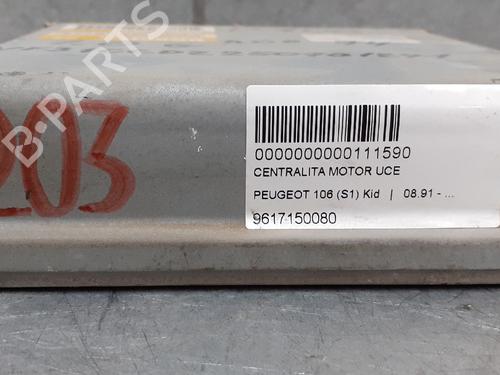 203
B-PARTS
0000000000111590
CENTRALITA MOTOR UCE
PEUGEOT 106 (S1) Kid | 08.91 - ...
9617150080